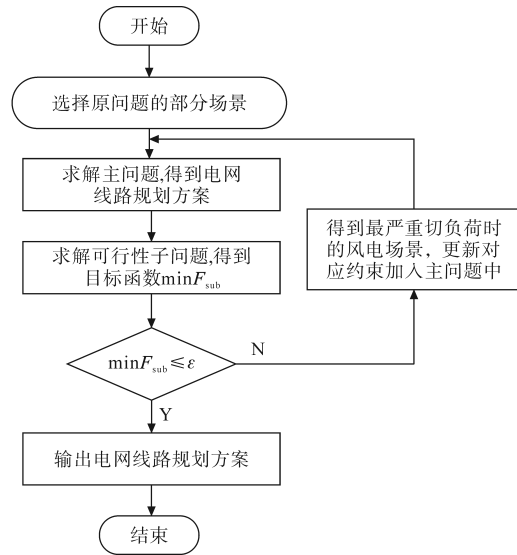 开始
选择原问题的部分场景
求解主问题,得到电网
线路规划方案
求解可行性子问题,得到
目标函数minF_sub
minF_sub≤ε
N
得到最严重切负荷时
的风电场景，更新对
应约束加入主问题中
Y
输出电网线路规划方案
结束